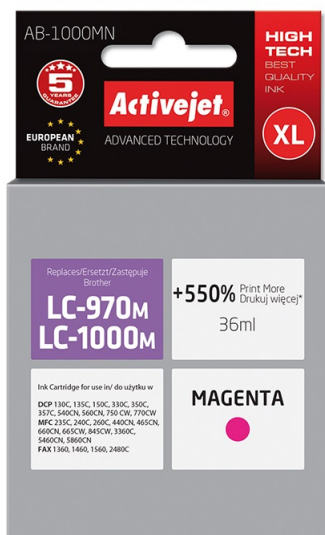 AB-1000MN
HIGH
TECH
BEST
QUALITY
INK
5
YEARS
GUARANTEE
Activejet®
EUROPEAN
BRAND
ADVANCED TECHNOLOGY
XL
Replaces/Ersetzt/Zastępuje
Brother
LC-970M
LC-1000M
+550% Print More
Drukuj więcej*
36ml
Ink Cartridge for use in/ do użytku w
DCP 130C, 135C, 150C, 330C, 350C,
357C, 540CN, 560CN, 750 CW, 770CW
MFC 235C, 240C, 260C, 440CN, 465CN,
660CN, 665CW, 845CW, 3360C,
5460CN, 5860CN
FAX 1360, 1460, 1560, 2480C
MAGENTA